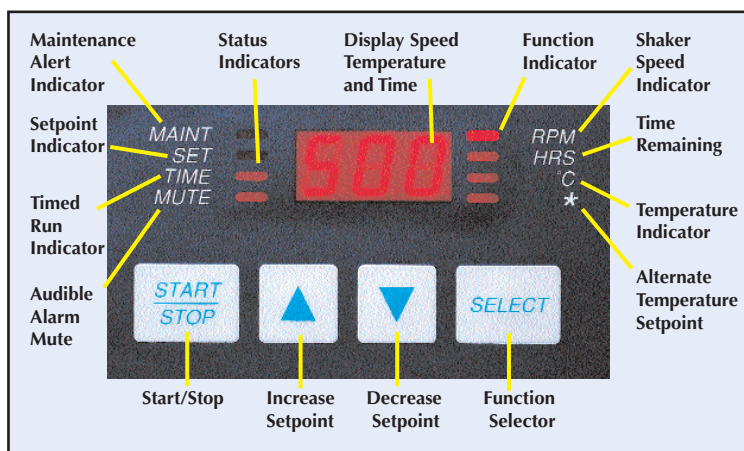 Maintenance
Alert
Indicator
Status
Indicators
Display Speed
Temperature
and Time
Function
Indicator
Shaker
Speed
Indicator
Setpoint
Indicator
Time
Remaining
Timed
Run
Indicator
Temperature
Indicator
Audible
Alarm
Mute
Alternate
Temperature
Setpoint
MAINT
SET
TIME
MUTE
500
RPM
HRS
°C
*
START
STOP
▲
▼
SELECT
Start/Stop
Increase
Setpoint
Decrease
Setpoint
Function
Selector